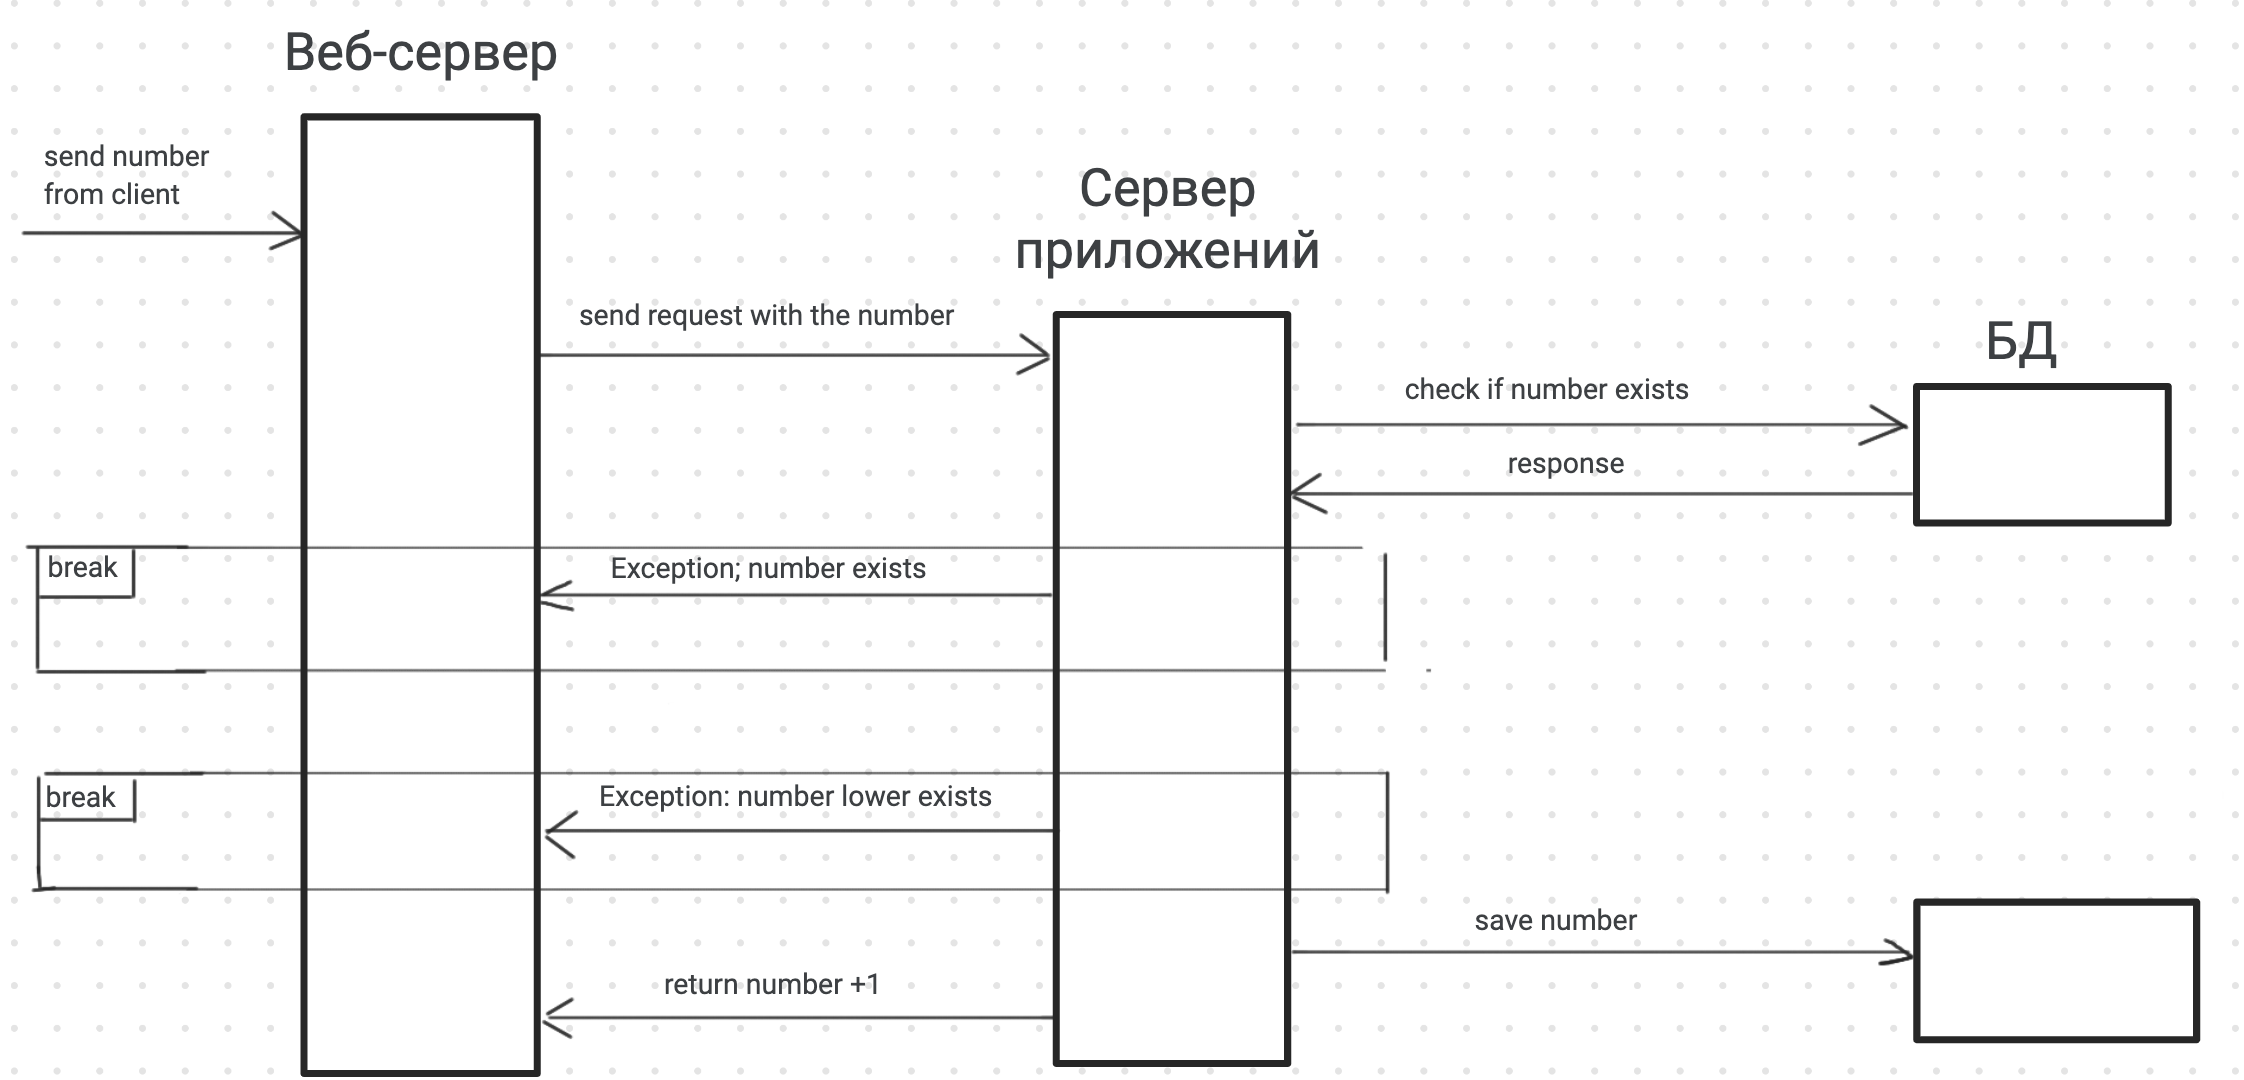 Веб-сервер
send number
from client
Сервер
приложений
send request with the number
БД
check if number exists
response
break
Exception; number exists
break
Exception: number lower exists
save number
return number +1